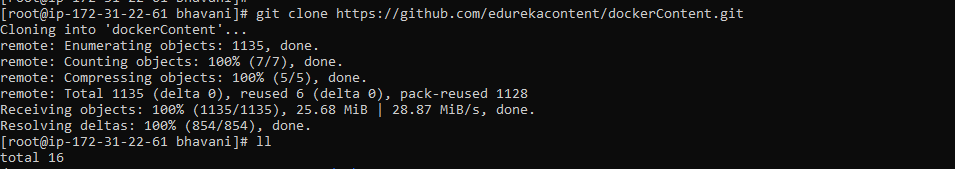 [root@ip-172-31-22-61 bhavani]# git clone https://github.com/edurekacontent/dockerContent.git
Cloning into 'dockerContent'...
remote: Enumerating objects: 1135, done.
remote: Counting objects: 100% (7/7), done.
remote: Compressing objects: 100% (5/5), done.
remote: Total 1135 (delta 0), reused 6 (delta 0), pack-reused 1128
Receiving objects: 100% (1135/1135), 25.68 MiB | 28.87 MiB/s, done.
Resolving deltas: 100% (854/854), done.
[root@ip-172-31-22-61 bhavani]# ll
total 16